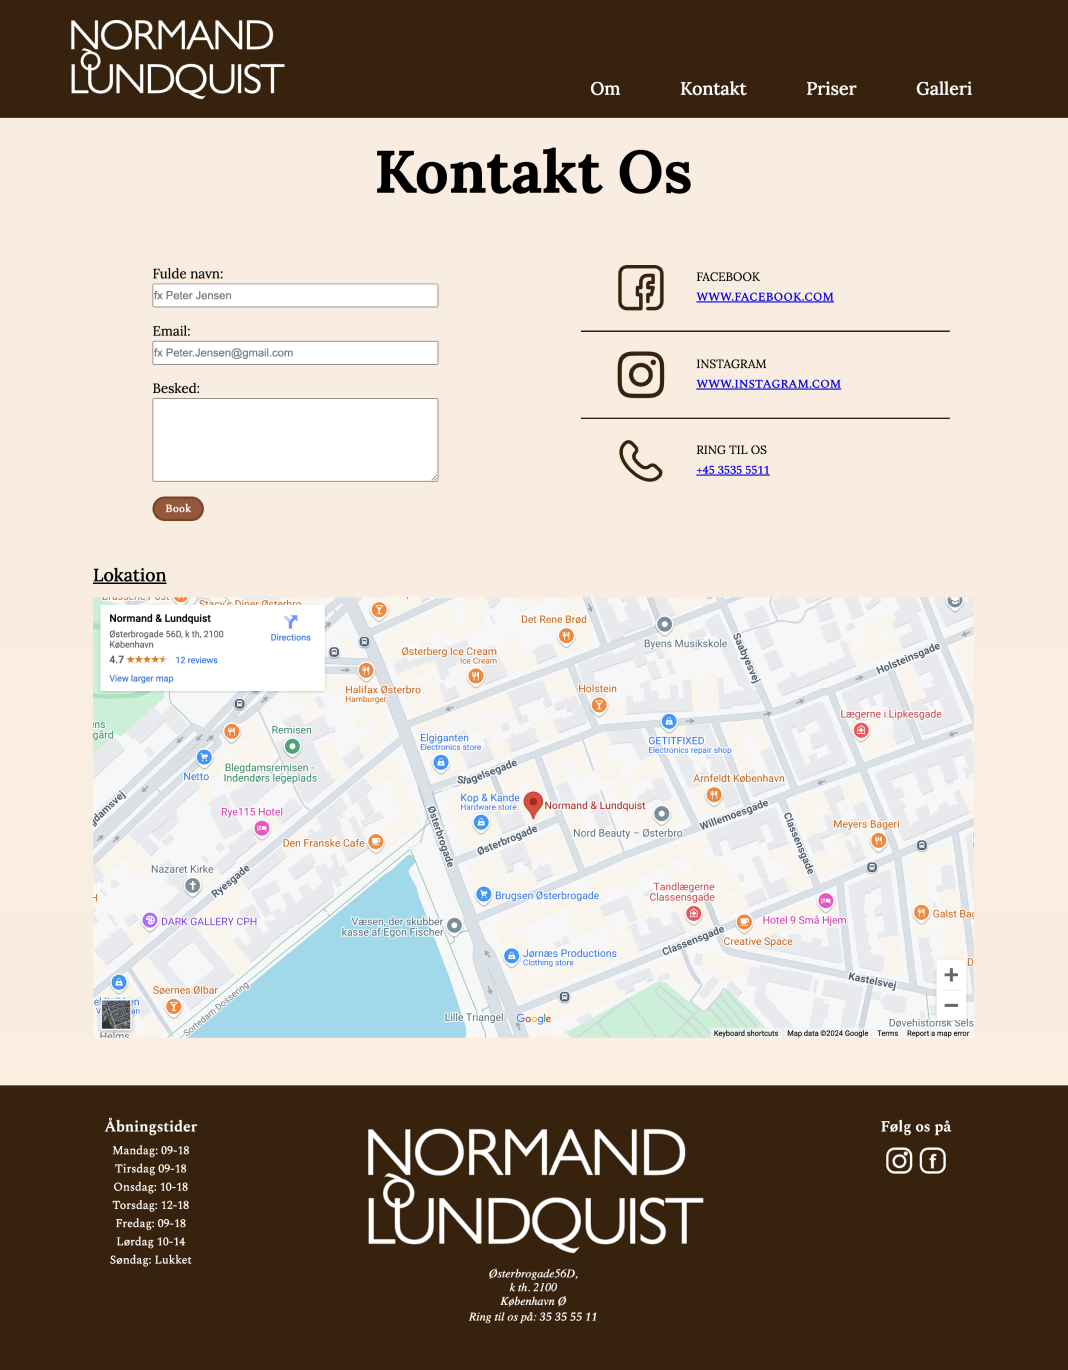 NORMAND
LUNDQUIST
Om
Kontakt
Priser
Galleri
Kontakt Os
Fulde navn:
fx Peter Jensen
Email:
fx Peter.Jensen@gmail.com
Besked:
Book
FACEBOOK
WWW.FACEBOOK.COM
INSTAGRAM
WWW.INSTAGRAM.COM
RING TIL OS
+45 3535 5511
Lokation
Stacy's Diner Østerbro
Normand & Lundquist
Østerbrogade 56D, k th, 2100
København
4.7
12 reviews
View larger map
Directions
Det Rene Brød
Byens Musikskole
Saabyesvej
Holsteinsgade
Østerberg Ice Cream
Ice Cream
Halifax Østerbro
Hamburger
Holstein
Lægerne i Lipkesgade
Remisen
Blegdamsremisen -
Indendørs legeplads
Elgiganten
Electronics store
GETITFIXED
Electronics repair shop
Netto
Slagelsegade
Arnfeldt København
Kop & Kande
Hardware store
Normand & Lundquist
Rye115 Hotel
Østerbrogade
Willemoesgade
Nord Beauty – Østerbro
Classensgade
Meyers Bageri
Den Franske Cafe
Østerbrogade
Nazaret Kirke
Ryesgade
Brugsen Østerbrogade
Tandlægerne
Classensgade
DARK GALLERY CPH
Væsen, der skubber
kasse af Egon Fischer
Hotel 9 Små Hjem
Creative Space
Classensgade
Jørnæs Productions
Clothing store
Kastelsvej
Søernes Ølbar
Sortedam Dossering
Lille Triangel
Google
Døvehistorisk Sels
Keyboard shortcuts
Map data ©2024 Google
Terms
Report a map error
Åbningstider
Mandag: 09-18
Tirsdag 09-18
Onsdag: 10-18
Torsdag: 12-18
Fredag: 09-18
Lørdag 10-14
Søndag: Lukket
NORMAND
LUNDQUIST
Østerbrogade56D,
k th. 2100
København Ø
Ring til os på: 35 35 55 11
Følg os på